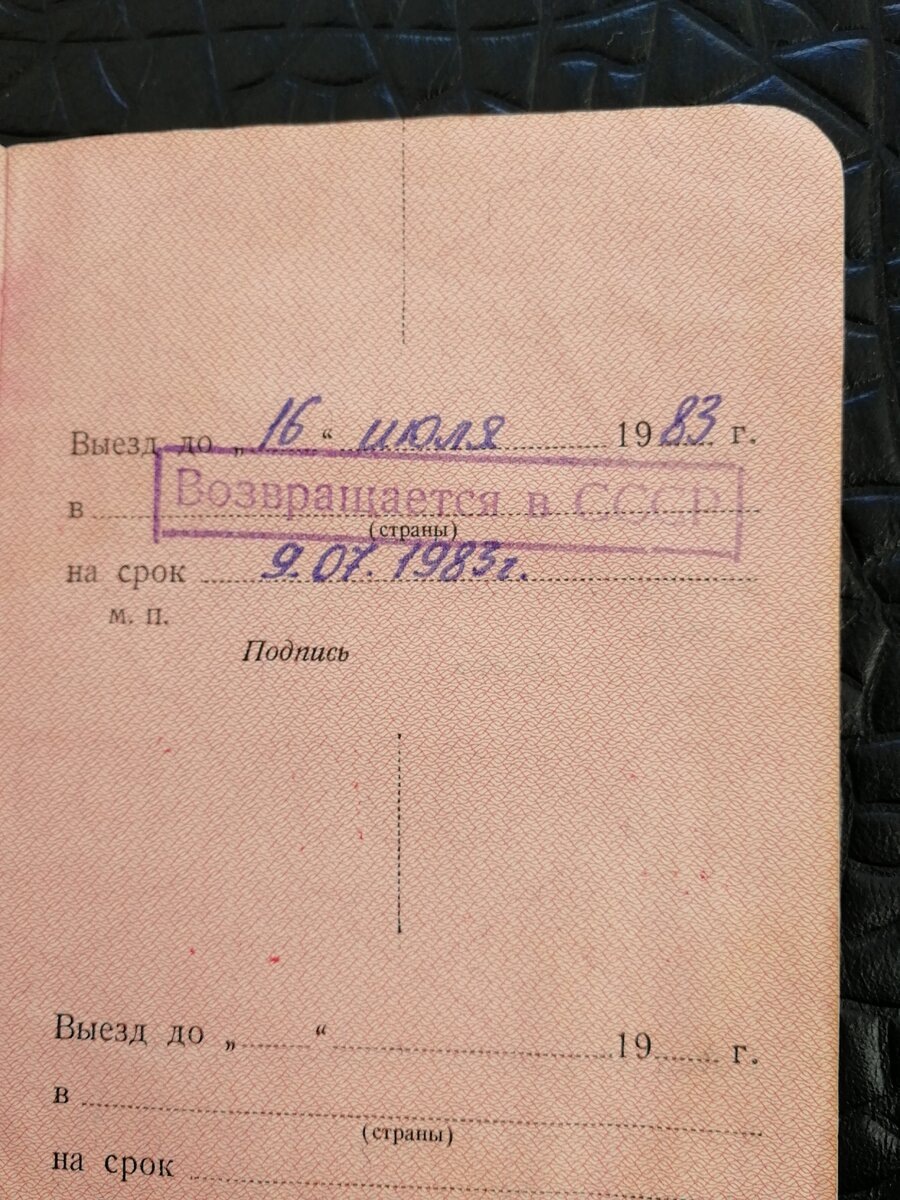 Выезд до „ 16 “ июля 1983 г.
Возвращается в СССР
в
(страны)
на срок 9.07.1983г.
м. п.
Подпись
Выезд до „ “ 19 г.
в
(страны)
на срок